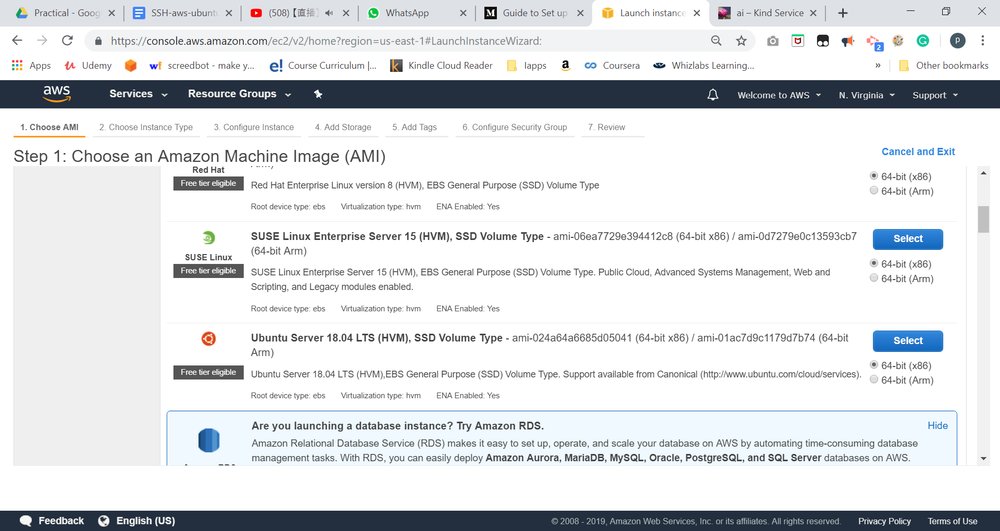 Practical - Goog
SSH-aws-ubunt
(508)【直播】
WhatsApp
Guide to Set up
Launch instance
ai – Kind Service
https://console.aws.amazon.com/ec2/v2/home?region=us-east-1#LaunchInstanceWizard:
2
p
Apps
Udemy
screedbot - make y...
Course Curriculum |...
Kindle Cloud Reader
lapps
Coursera
Whizlabs Learning...
»
Other bookmarks
aws
Services
Resource Groups
Welcome to AWS
N. Virginia
Support
1. Choose AMI
2. Choose Instance Type
3. Configure Instance
4. Add Storage
5. Add Tags
6. Configure Security Group
7. Review
Step 1: Choose an Amazon Machine Image (AMI)
Cancel and Exit
Red Hat
Free tier eligible
Red Hat Enterprise Linux version 8 (HVM), EBS General Purpose (SSD) Volume Type
Root device type: ebs Virtualization type: hvm ENA Enabled: Yes
64-bit (x86)
64-bit (Arm)
SUSE Linux
Free tier eligible
SUSE Linux Enterprise Server 15 (HVM), SSD Volume Type - ami-06ea7729e394412c8 (64-bit x86) / ami-0d7279e0c13593cb7
(64-bit Arm)
SUSE Linux Enterprise Server 15 (HVM), EBS General Purpose (SSD) Volume Type. Public Cloud, Advanced Systems Management, Web and
Scripting, and Legacy modules enabled.
Root device type: ebs Virtualization type: hvm ENA Enabled: Yes
Select
64-bit (x86)
64-bit (Arm)
Free tier eligible
Ubuntu Server 18.04 LTS (HVM), SSD Volume Type - ami-024a64a6685d05041 (64-bit x86) / ami-01ac7d9c1179d7b74 (64-bit
Arm)
Ubuntu Server 18.04 LTS (HVM),EBS General Purpose (SSD) Volume Type. Support available from Canonical (http://www.ubuntu.com/cloud/services).
Root device type: ebs Virtualization type: hvm ENA Enabled: Yes
Select
64-bit (x86)
64-bit (Arm)
Are you launching a database instance? Try Amazon RDS.
Hide
Amazon Relational Database Service (RDS) makes it easy to set up, operate, and scale your database on AWS by automating time-consuming database
management tasks. With RDS, you can easily deploy Amazon Aurora, MariaDB, MySQL, Oracle, PostgreSQL, and SQL Server databases on AWS.
Feedback
English (US)
© 2008 - 2019, Amazon Web Services, Inc. or its affiliates. All rights reserved.
Privacy Policy
Terms of Use